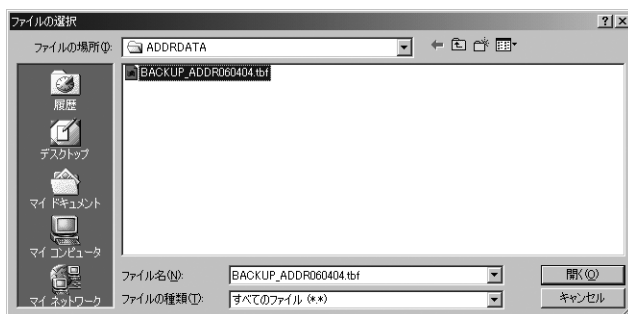 ファイルの選択
ファイルの場所(I): ADDRDATA
BACKUP_ADDR060404.tbf
履歴
デスクトップ
マイ ドキュメント
マイ コンピュータ
マイ ネットワーク
ファイル名(N): BACKUP_ADDR060404.tbf 開く(O)
ファイルの種類(T): すべてのファイル (*.*) キャンセル